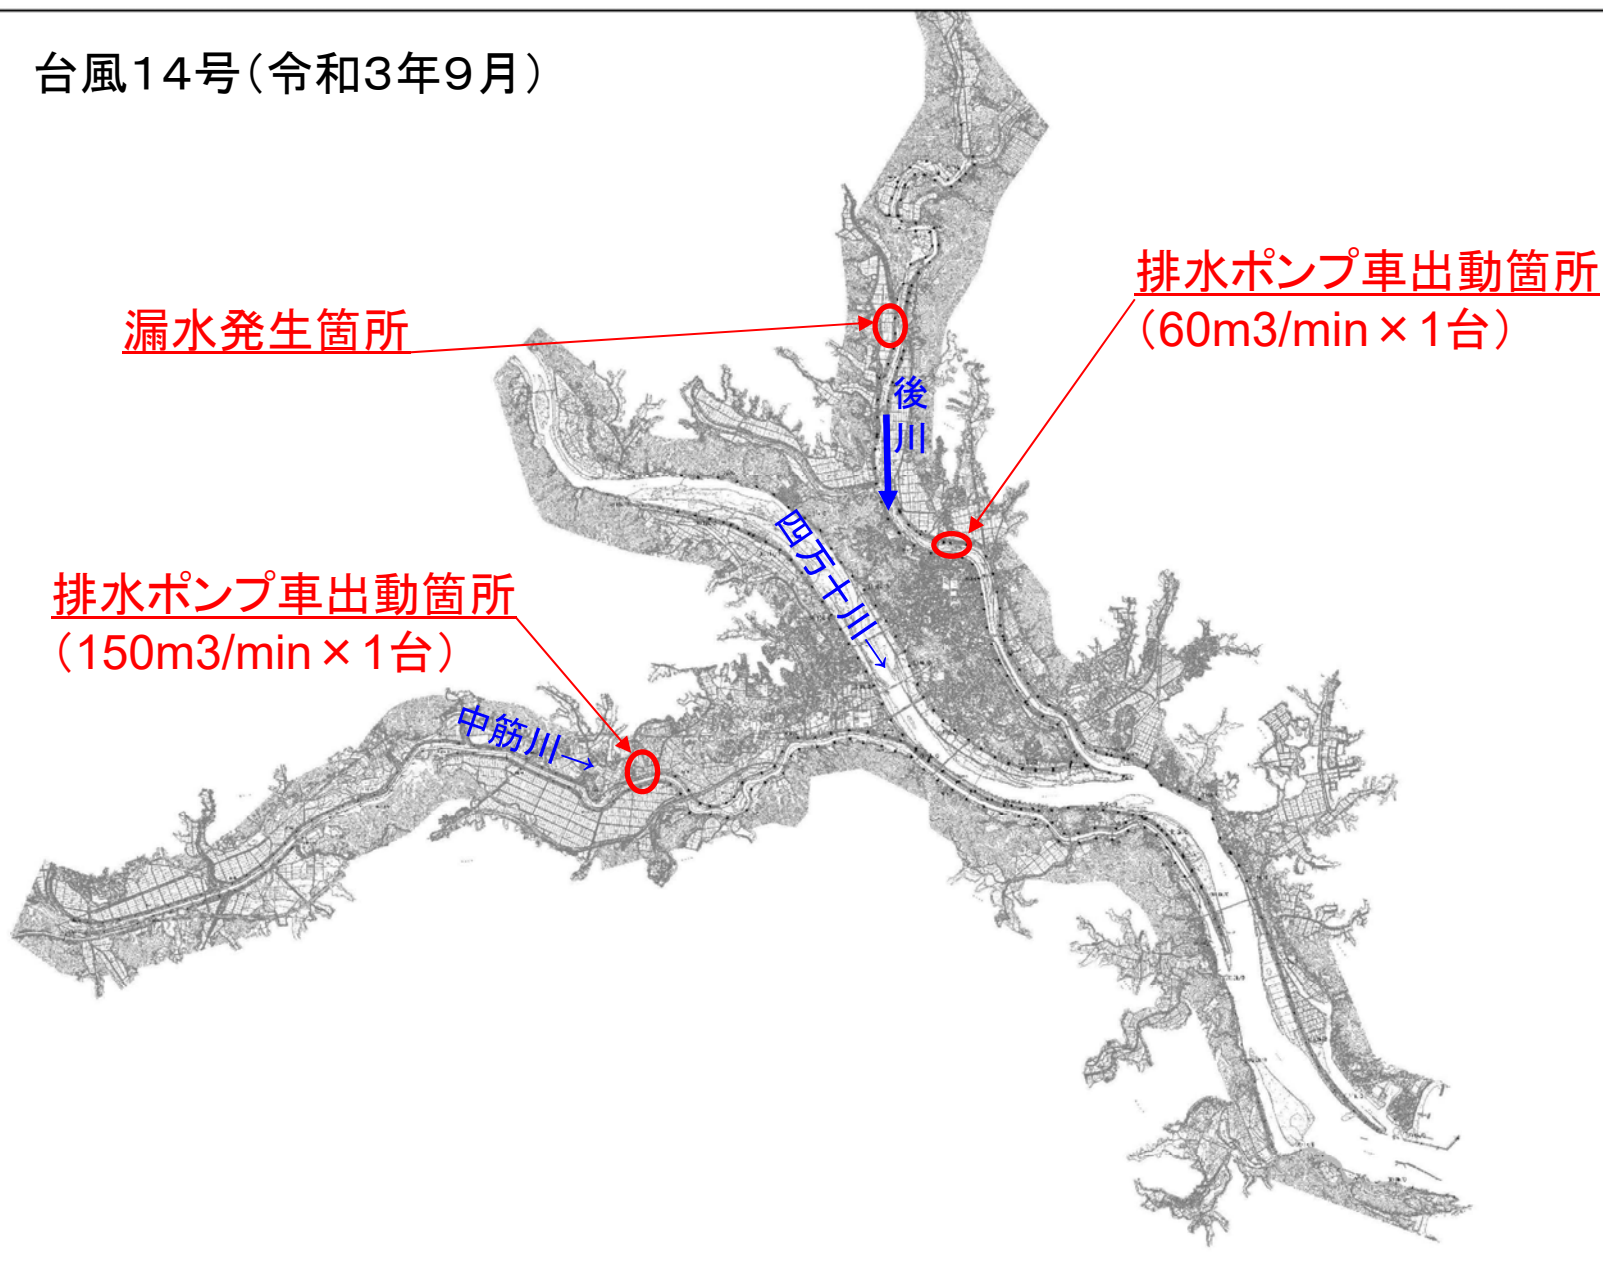 台風14号(令和3年9月)
排水ポンプ車出動箇所
(60m3/min×1台)
漏水発生箇所
後川
四万十川→
排水ポンプ車出動箇所
(150m3/min×1台)
中筋川→